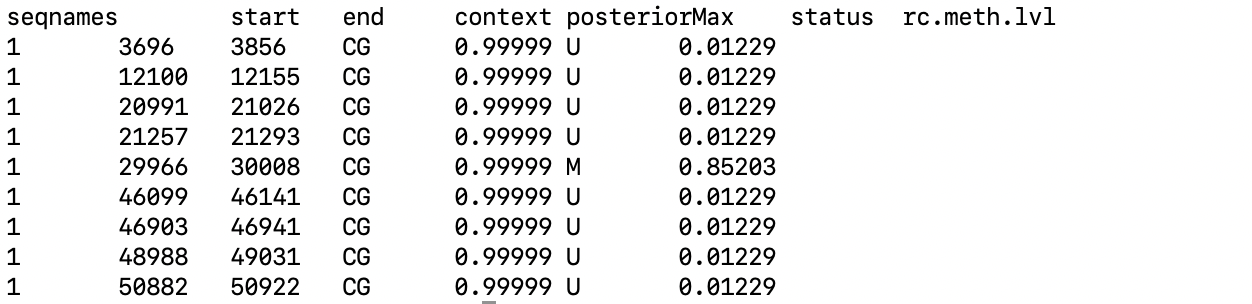 seqnames start end context posteriorMax status rc.meth.lvl
1 3696 3856 CG 0.99999 U 0.01229
1 12100 12155 CG 0.99999 U 0.01229
1 20991 21026 CG 0.99999 U 0.01229
1 21257 21293 CG 0.99999 U 0.01229
1 29966 30008 CG 0.99999 M 0.85203
1 46099 46141 CG 0.99999 U 0.01229
1 46903 46941 CG 0.99999 U 0.01229
1 48988 49031 CG 0.99999 U 0.01229
1 50882 50922 CG 0.99999 U 0.01229